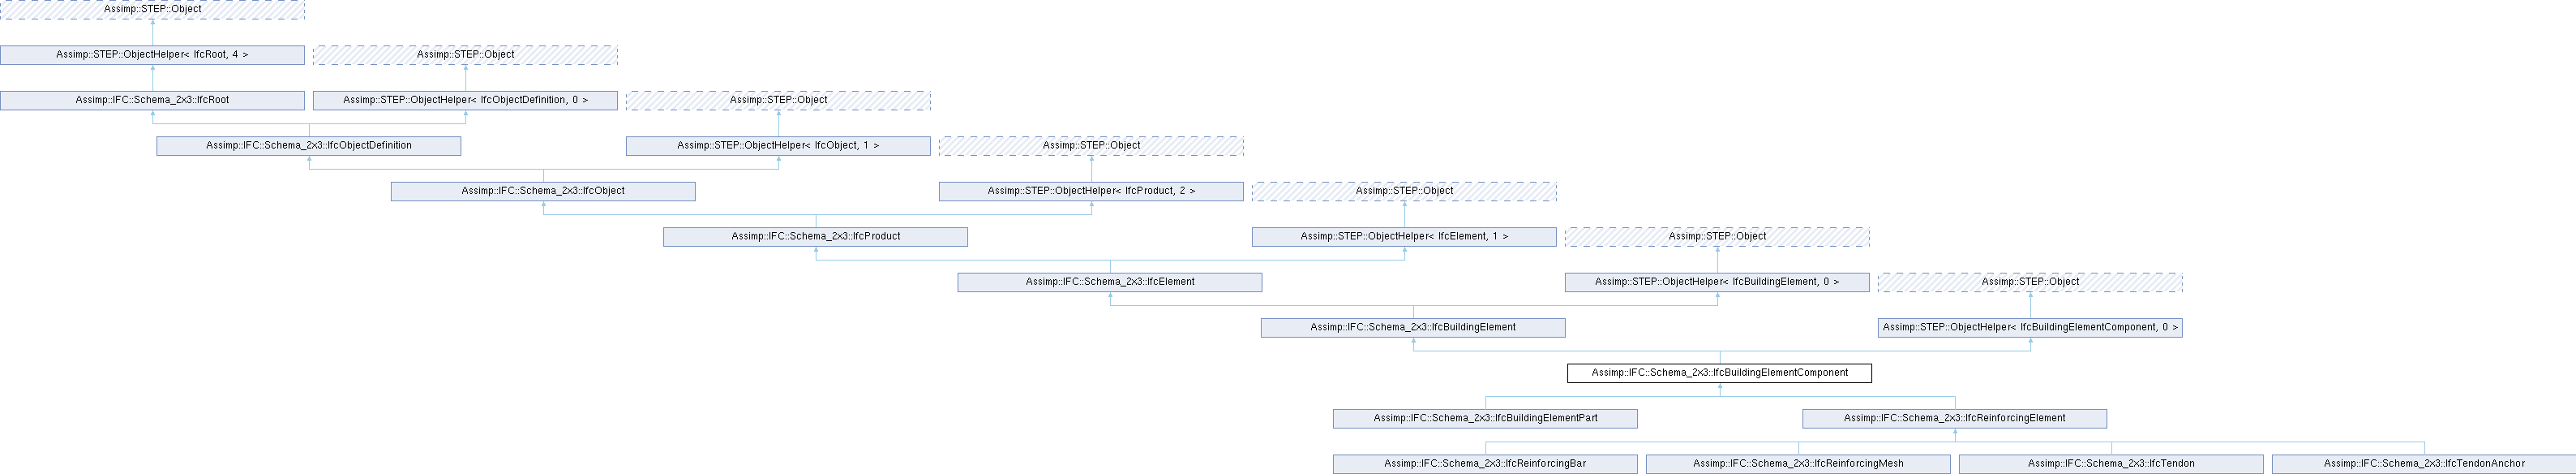 Assimp::STEP::Object
Assimp::STEP::ObjectHelper< IfcRoot, 4 >
Assimp::STEP::Object
Assimp::IFC::Schema_2x3::IfcRoot
Assimp::STEP::ObjectHelper< IfcObjectDefinition, 0 >
Assimp::STEP::Object
Assimp::IFC::Schema_2x3::IfcObjectDefinition
Assimp::STEP::ObjectHelper< IfcObject, 1 >
Assimp::STEP::Object
Assimp::IFC::Schema_2x3::IfcObject
Assimp::STEP::ObjectHelper< IfcProduct, 2 >
Assimp::STEP::Object
Assimp::IFC::Schema_2x3::IfcProduct
Assimp::STEP::ObjectHelper< IfcElement, 1 >
Assimp::STEP::Object
Assimp::IFC::Schema_2x3::IfcElement
Assimp::STEP::ObjectHelper< IfcBuildingElement, 0 >
Assimp::STEP::Object
Assimp::IFC::Schema_2x3::IfcBuildingElement
Assimp::STEP::ObjectHelper< IfcBuildingElementComponent, 0 >
Assimp::IFC::Schema_2x3::IfcBuildingElementComponent
Assimp::IFC::Schema_2x3::IfcBuildingElementPart
Assimp::IFC::Schema_2x3::IfcReinforcingElement
Assimp::IFC::Schema_2x3::IfcReinforcingBar
Assimp::IFC::Schema_2x3::IfcReinforcingMesh
Assimp::IFC::Schema_2x3::IfcTendon
Assimp::IFC::Schema_2x3::IfcTendonAnchor